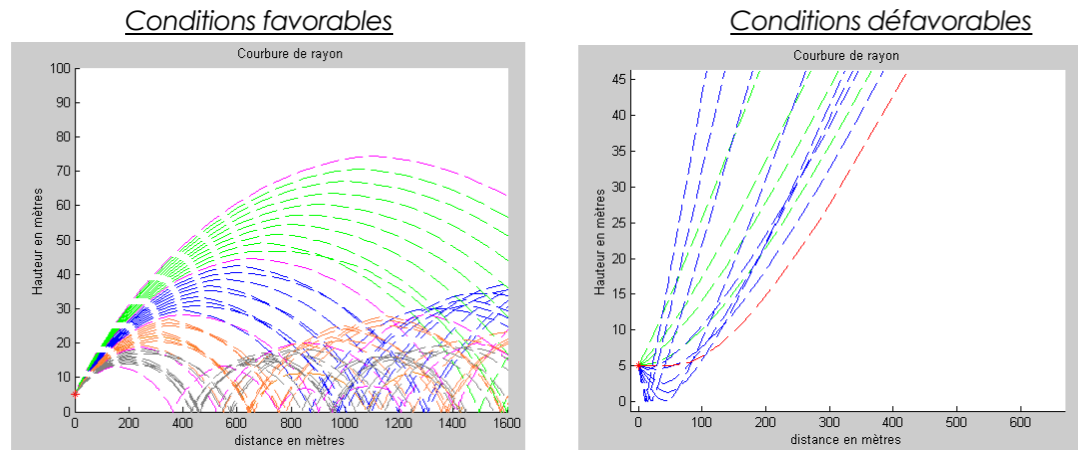 Conditions favorables
Courbure de rayon
100
90
80
70
60
50
40
30
20
10
0
Hauteur en mètres
0 200 400 600 800 1000 1200 1400 1600
distance en mètres
Conditions défavorables
Courbure de rayon
45
40
35
30
25
20
15
10
5
0
Hauteur en mètres
0 100 200 300 400 500 600
distance en mètres